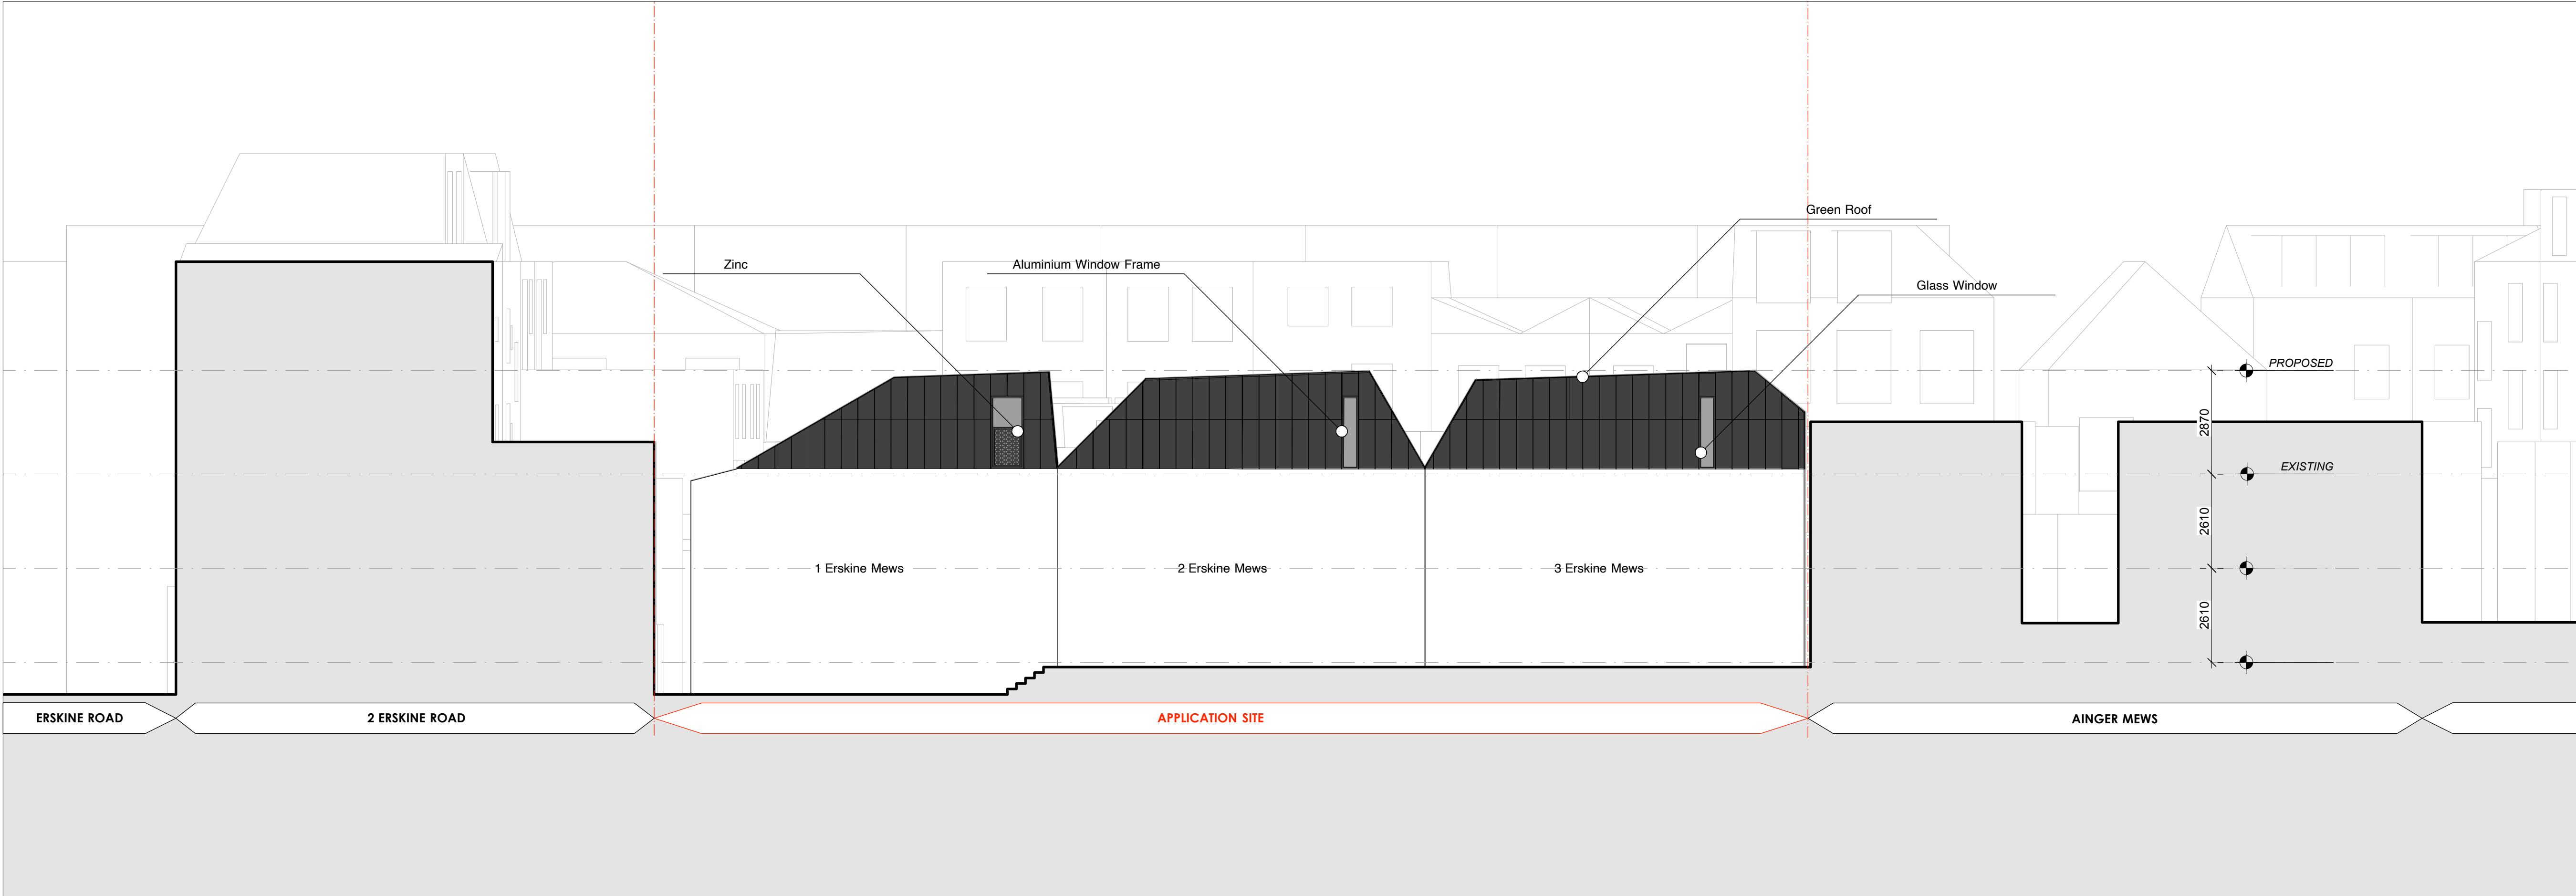 Green Roof
Zinc
Aluminium Window Frame
Glass Window
PROPOSED
2870
EXISTING
2610
1 Erskine Mews
2 Erskine Mews
3 Erskine Mews
2610
ERSKINE ROAD
2 ERSKINE ROAD
APPLICATION SITE
AINGER MEWS